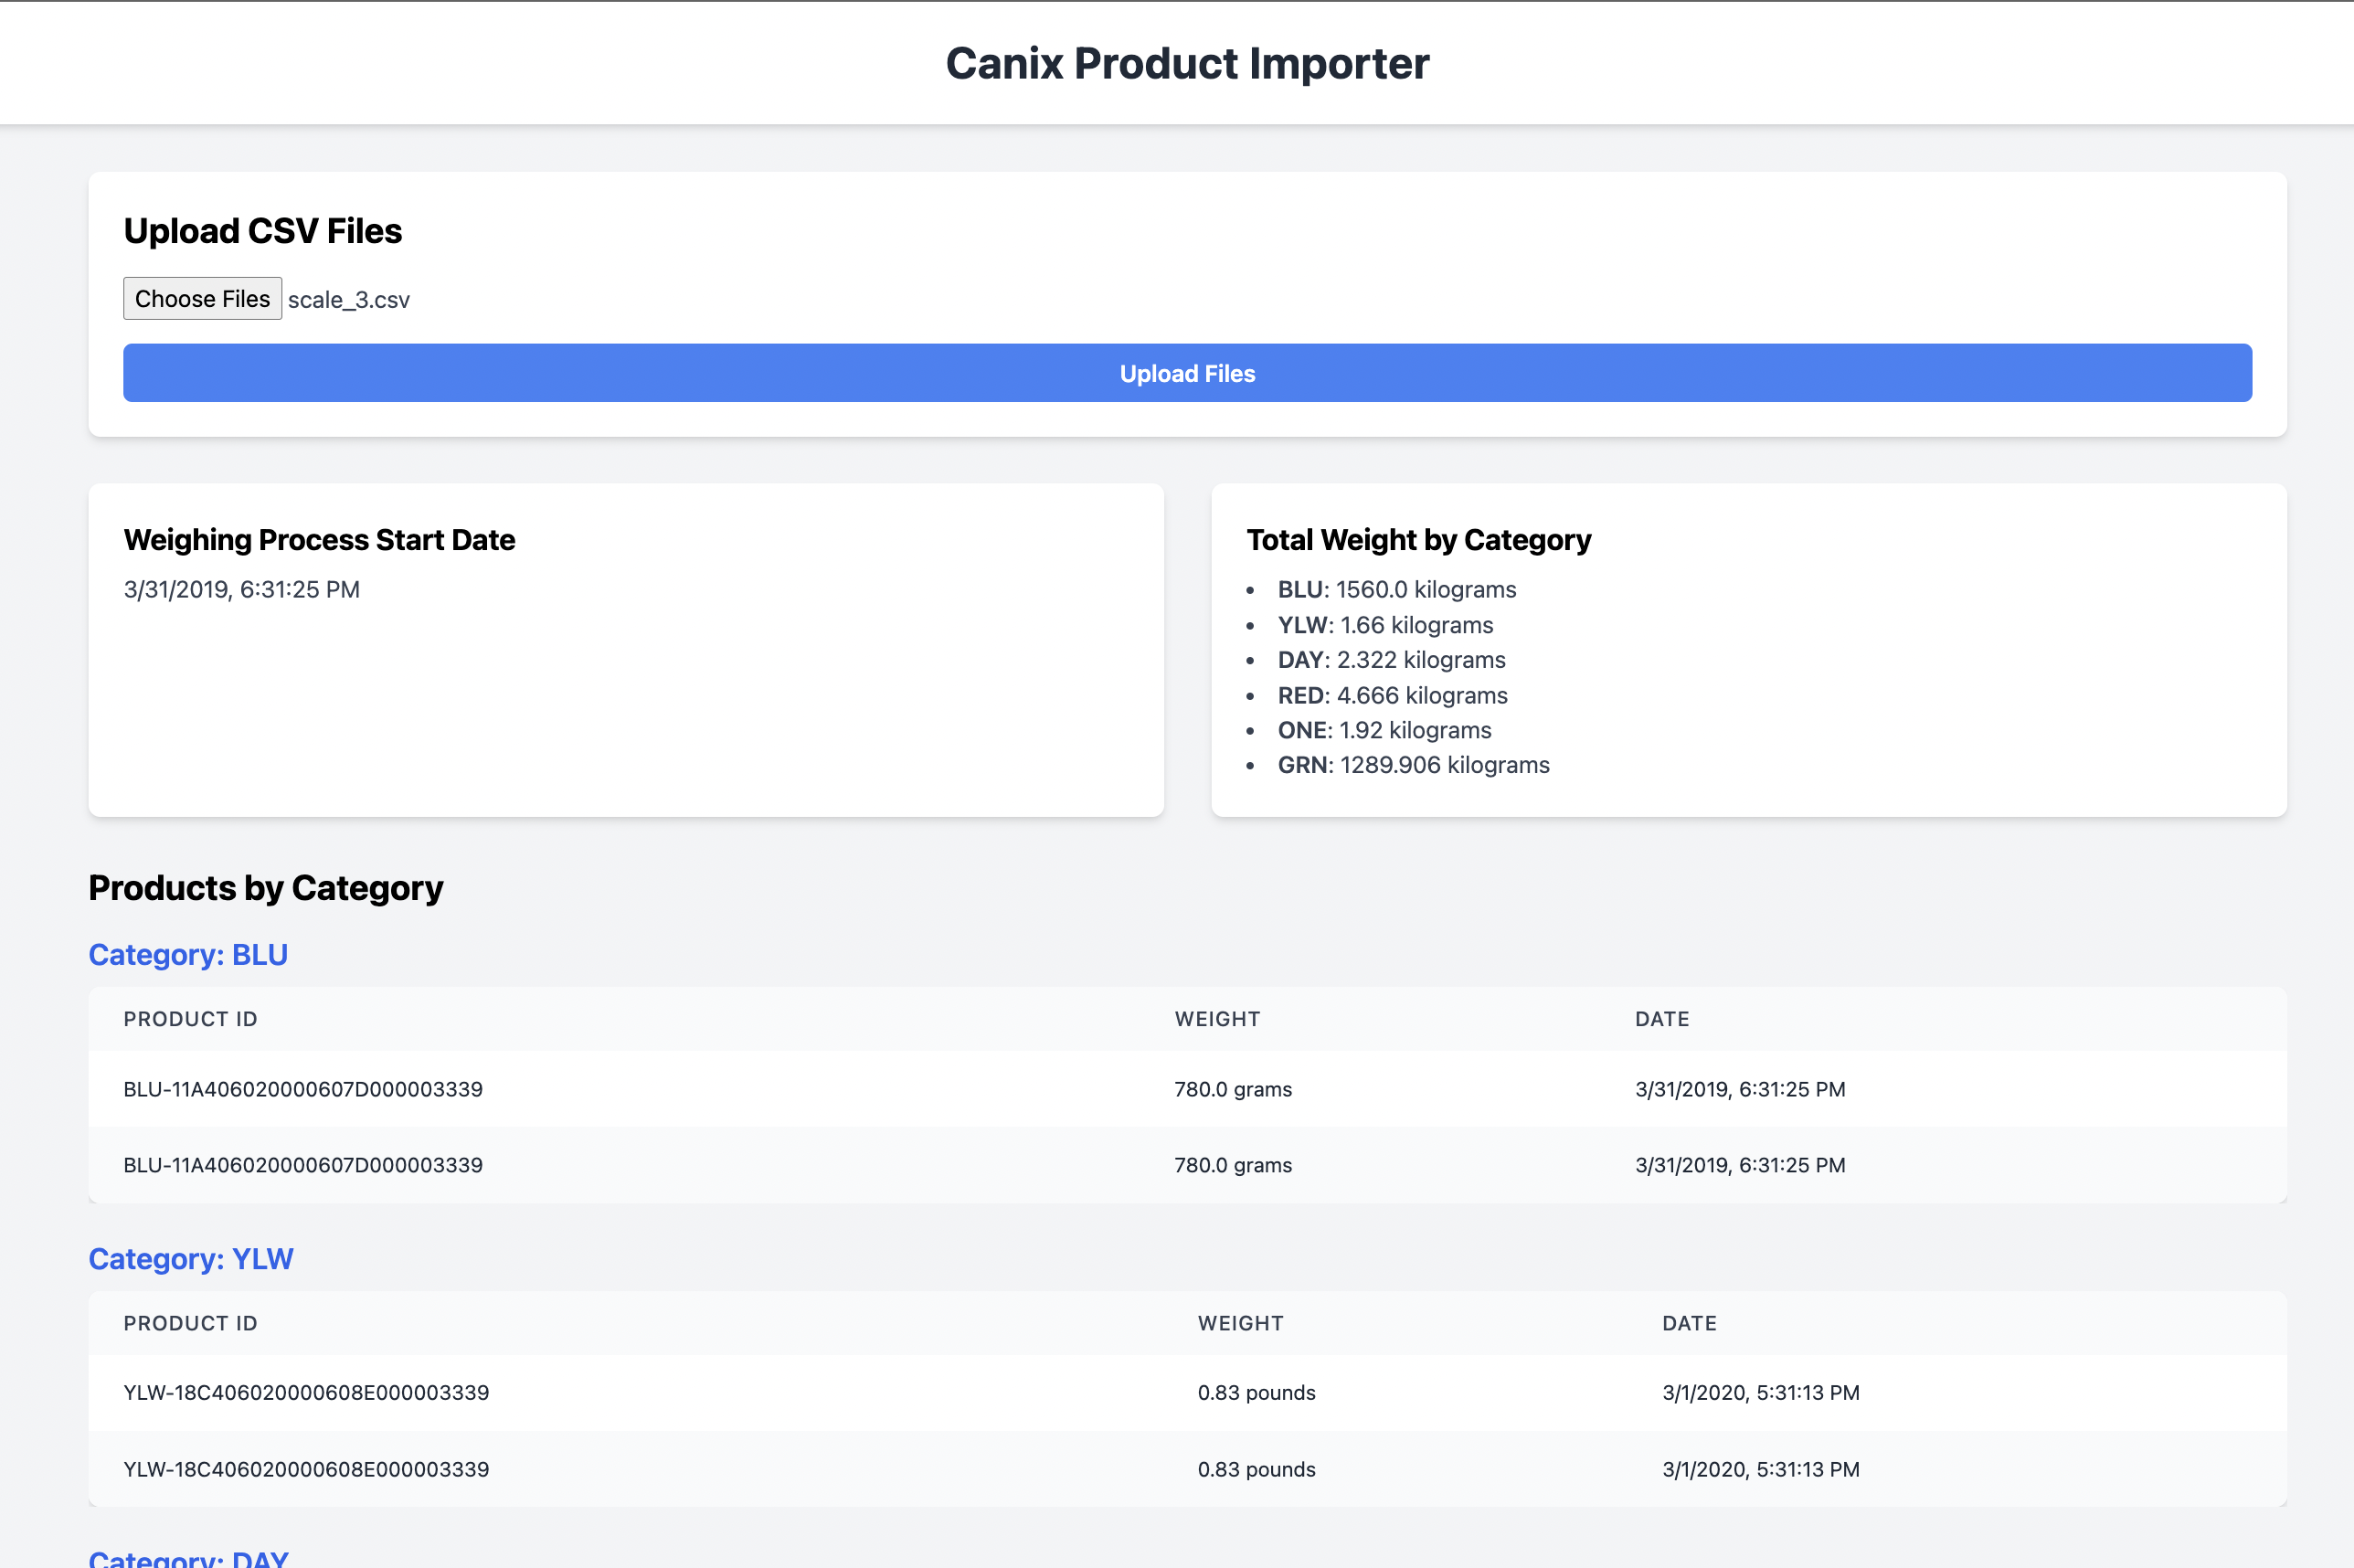 Canix Product Importer
Upload CSV Files
Choose Files scale_3.csv
Upload Files
Weighing Process Start Date
3/31/2019, 6:31:25 PM
Total Weight by Category
• BLU: 1560.0 kilograms
• YLW: 1.66 kilograms
• DAY: 2.322 kilograms
• RED: 4.666 kilograms
• ONE: 1.92 kilograms
• GRN: 1289.906 kilograms
Products by Category
Category: BLU
PRODUCT ID WEIGHT DATE
BLU-11A406020000607D000003339 780.0 grams 3/31/2019, 6:31:25 PM
BLU-11A406020000607D000003339 780.0 grams 3/31/2019, 6:31:25 PM
Category: YLW
PRODUCT ID WEIGHT DATE
YLW-18C406020000608E000003339 0.83 pounds 3/1/2020, 5:31:13 PM
YLW-18C406020000608E000003339 0.83 pounds 3/1/2020, 5:31:13 PM
Category: DAY